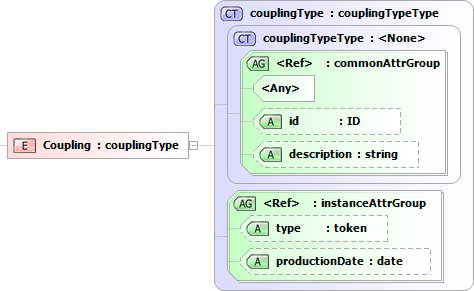 CT couplingType : couplingTypeType
CT couplingTypeType : <None>
AG <Ref> : commonAttrGroup
<Any>
A id : ID
E Coupling : couplingType
A description : string
AG <Ref> : instanceAttrGroup
A type : token
A productionDate : date